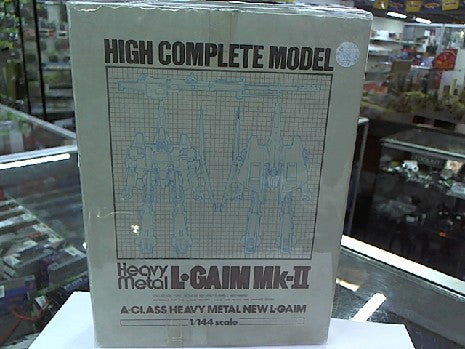 HIGH COMPLETE MODEL
Heavy Metal L·GAIM Mk-II
A·CLASS HEAVY METAL NEW L·GAIM
1/144 scale